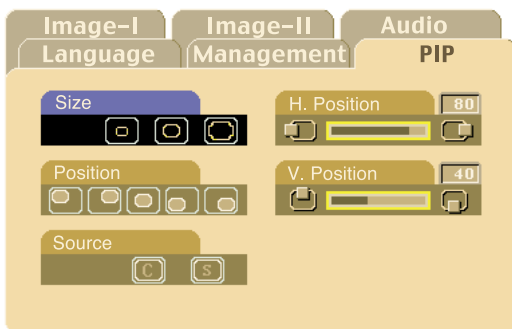 Image-I Image-II Audio
Language Management PIP
Size H. Position 80
Position V. Position 40
Source
C S